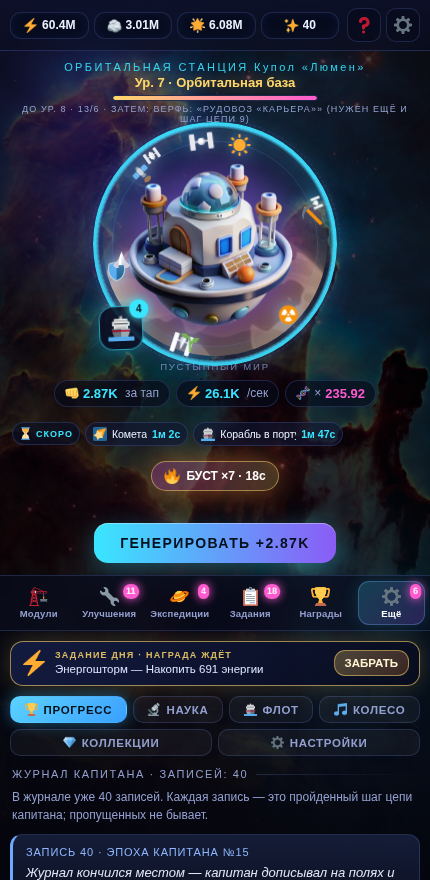 60.4M 3.01M 6.08M 40 ?
ОРБИТАЛЬНАЯ СТАНЦИЯ Купол «Люмен»
Ур. 7 · Орбитальная база
ДО УР. 8 · 13/6 · ЗАТЕМ: ВЕРФЬ: «РУДОВОЗ «КАРЬЕРА»» (НУЖЕН ЕЩЁ И
ШАГ ЦЕПИ 9)
4
ПУСТЫННЫЙ МИР
2.87K за тап 26.1K /сек × 235.92
СКОРО Комета 1м 2с Корабль в порту 1м 47с
БУСТ ×7 · 18с
ГЕНЕРИРОВАТЬ +2.87K
11 4 18 6
Модули Улучшения Экспедиции Задания Награды Ещё
ЗАДАНИЕ ДНЯ · НАГРАДА ЖДЁТ
Энергошторм — Накопить 691 энергии
ЗАБРАТЬ
ПРОГРЕСС НАУКА ФЛОТ КОЛЕСО
КОЛЛЕКЦИИ НАСТРОЙКИ
ЖУРНАЛ КАПИТАНА · ЗАПИСЕЙ: 40
В журнале уже 40 записей. Каждая запись — это пройденный шаг цепи
капитана; пропущенных не бывает.
ЗАПИСЬ 40 · ЭПОХА КАПИТАНА №15
Журнал кончился местом — капитан дописывал на полях и